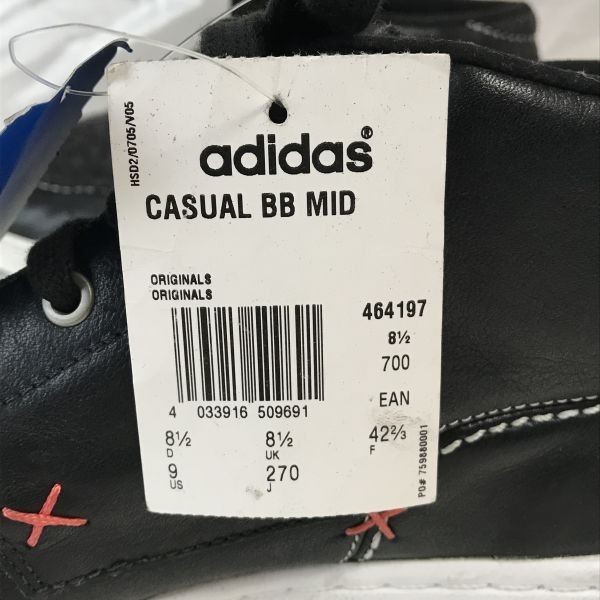 HSD2/0705/V05
adidas®
CASUAL BB MID
ORIGINALS
ORIGINALS
464197
8½
700
EAN
4 033916 509691
8½ 8½ 42⅔
D UK F
9 270
US J
PO# 759880001